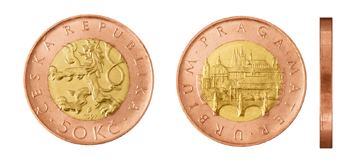 ČESKÁ REPUBLIKA
50 Kč
PRAGA MATER URBIUM